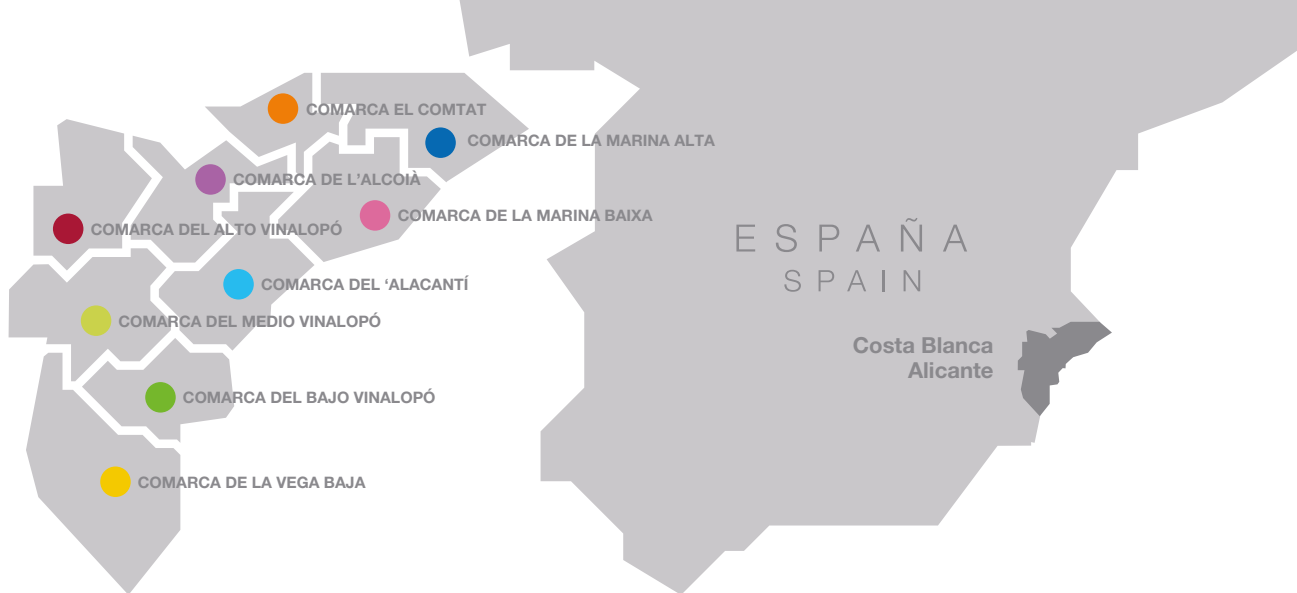 COMARCA EL COMTAT
COMARCA DE LA MARINA ALTA
COMARCA DE L'ALCOIÀ
COMARCA DE LA MARINA BAIXA
COMARCA DEL ALTO VINALOPÓ
COMARCA DEL ‘ALACANTÍ
COMARCA DEL MEDIO VINALOPÓ
COMARCA DEL BAJO VINALOPÓ
COMARCA DE LA VEGA BAJA
ESPAÑA
SPAIN
Costa Blanca
Alicante